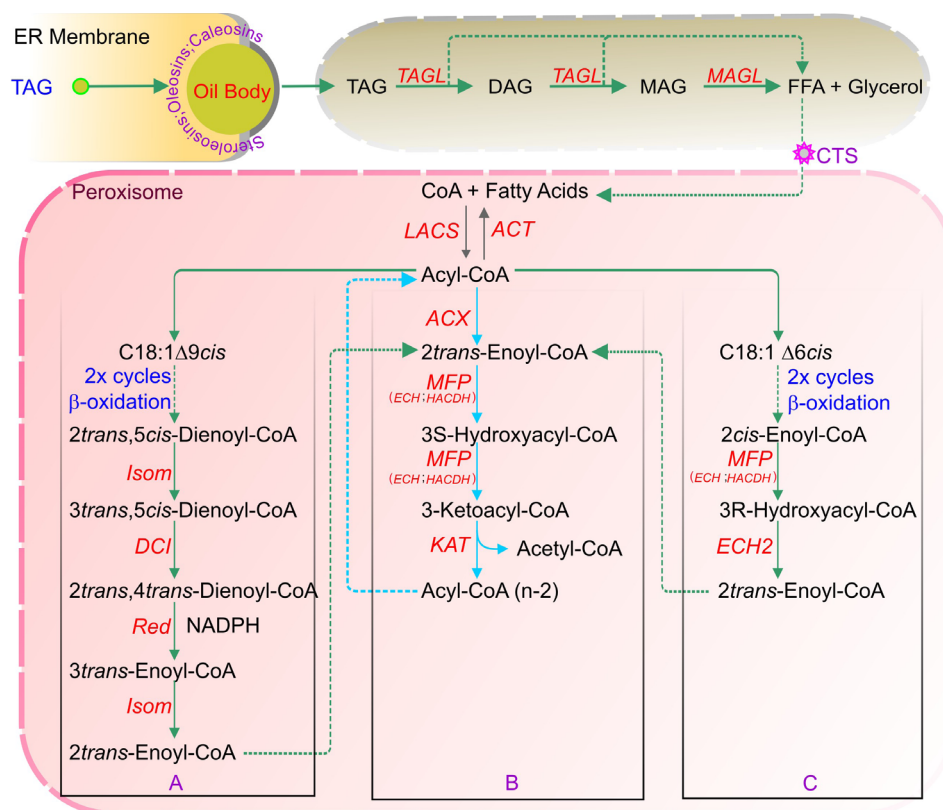 ER Membrane
TAG
Oil Body
Steroleosins;Oleosins;Caleosins
TAG TAGL DAG TAGL MAG MAGL FFA + Glycerol
CTS
Peroxisome
CoA + Fatty Acids
LACS ACT
Acyl-CoA
C18:1Δ9cis
2x cycles
β-oxidation
2trans,5cis-Dienoyl-CoA
Isom
3trans,5cis-Dienoyl-CoA
DCI
2trans,4trans-Dienoyl-CoA
Red NADPH
3trans-Enoyl-CoA
Isom
2trans-Enoyl-CoA
A
ACX
2trans-Enoyl-CoA
MFP
(ECH;HACDH)
3S-Hydroxyacyl-CoA
MFP
(ECH;HACDH)
3-Ketoacyl-CoA
KAT Acetyl-CoA
Acyl-CoA (n-2)
B
C18:1 Δ6cis
2x cycles
β-oxidation
2cis-Enoyl-CoA
MFP
(ECH;HACDH)
3R-Hydroxyacyl-CoA
ECH2
2trans-Enoyl-CoA
C